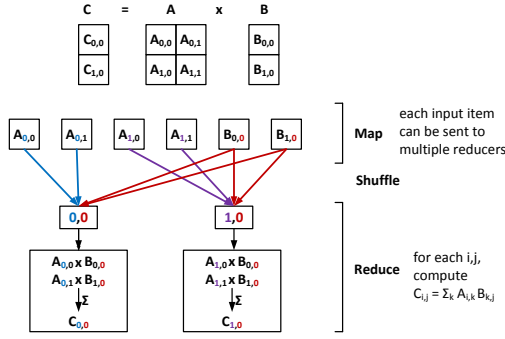 C = A x B
C0,0 A0,0 A0,1 B0,0
C1,0 A1,0 A1,1 B1,0
A0,0 A0,1 A1,0 A1,1 B0,0 B1,0
Map
each input item
can be sent to
multiple reducers
Shuffle
0,0 1,0
A0,0 x B0,0
A0,1 x B1,0
Σ
C0,0
A1,0 x B0,0
A1,1 x B1,0
Σ
C1,0
Reduce
for each i,j,
compute
Ci,j = Σk Ai,k Bk,j